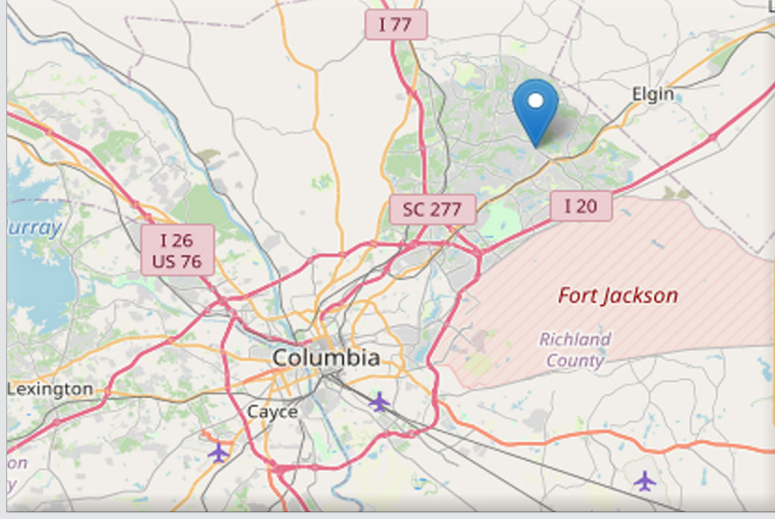 I 77
Elgin
SC 277
I 20
urray
I 26
US 76
Fort Jackson
Richland
County
Columbia
Lexington
Cayce
on
y